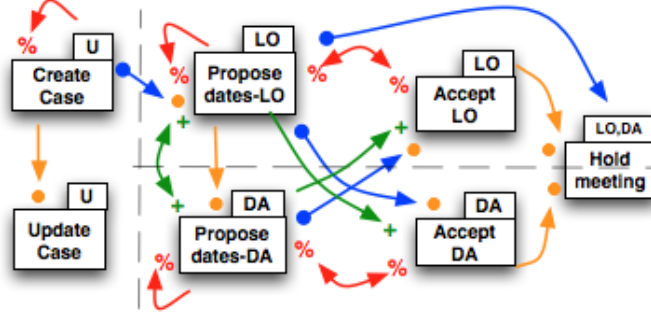 U
%
Create
Case
LO
%
Propose
dates-LO
%
%
LO
Accept
LO
+
+
LO,DA
Hold
meeting
U
Update
Case
+
DA
Propose
dates-DA
%
%
DA
Accept
DA
+
%